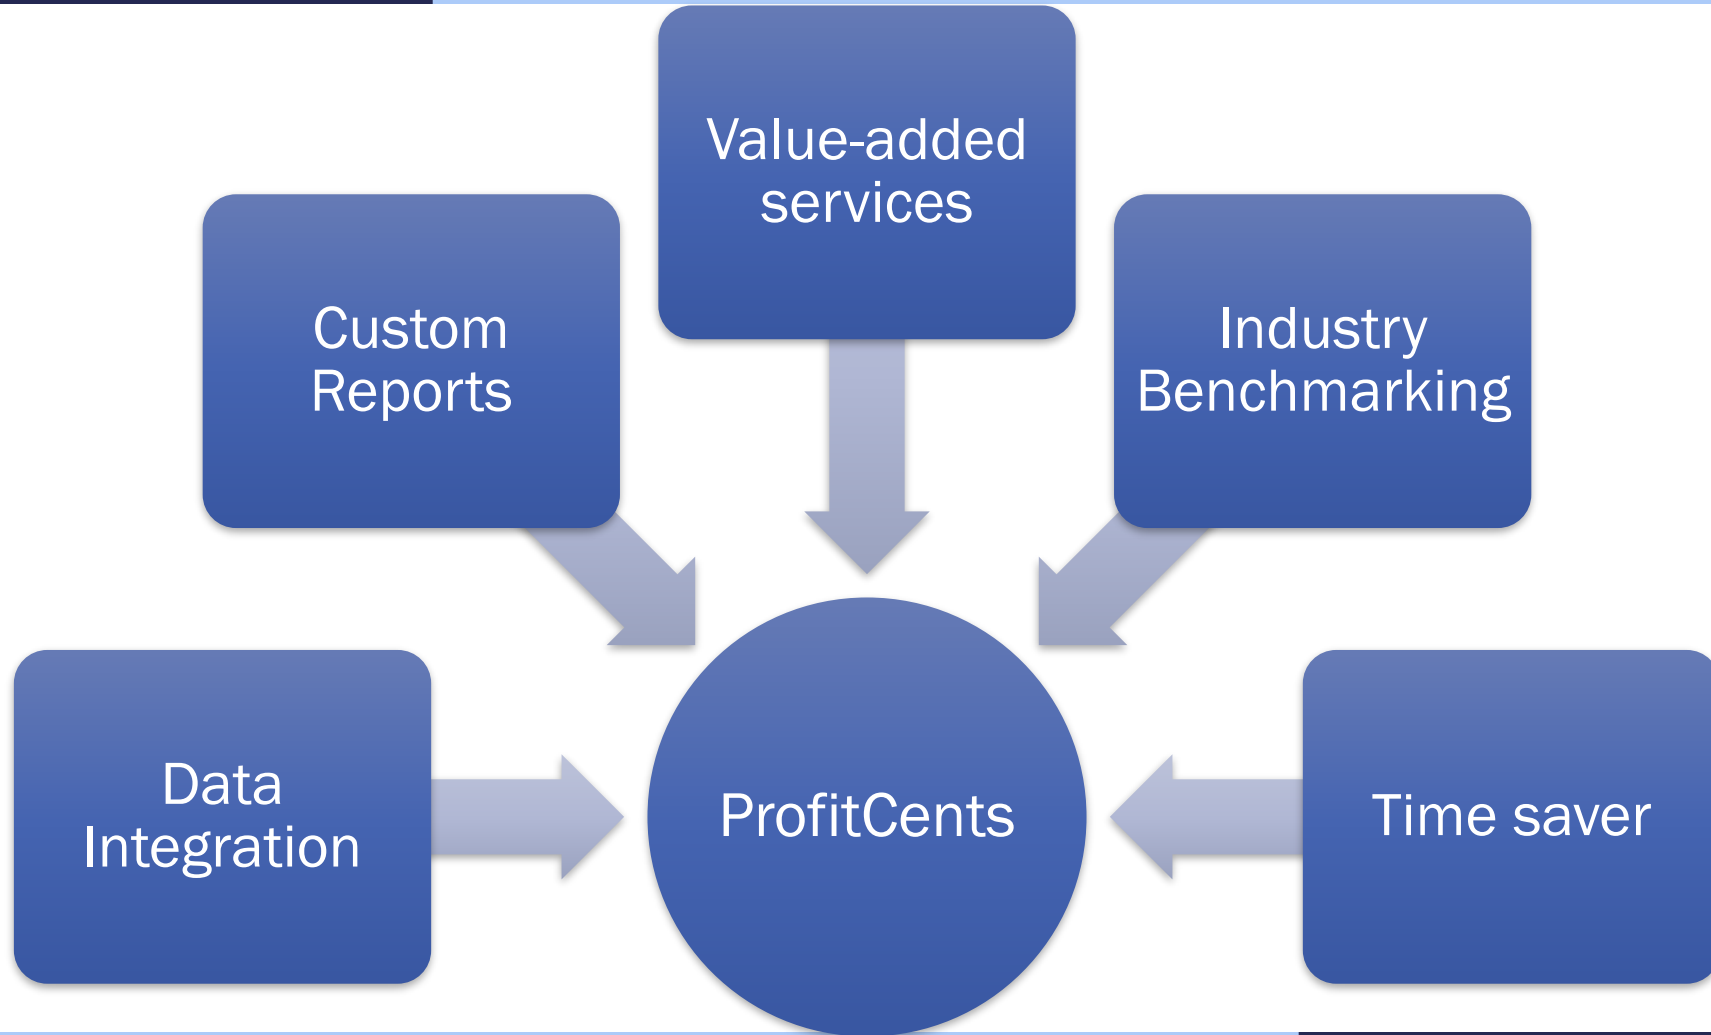 Value-added
services
Custom
Reports
Industry
Benchmarking
Data
Integration
ProfitCents
Time saver